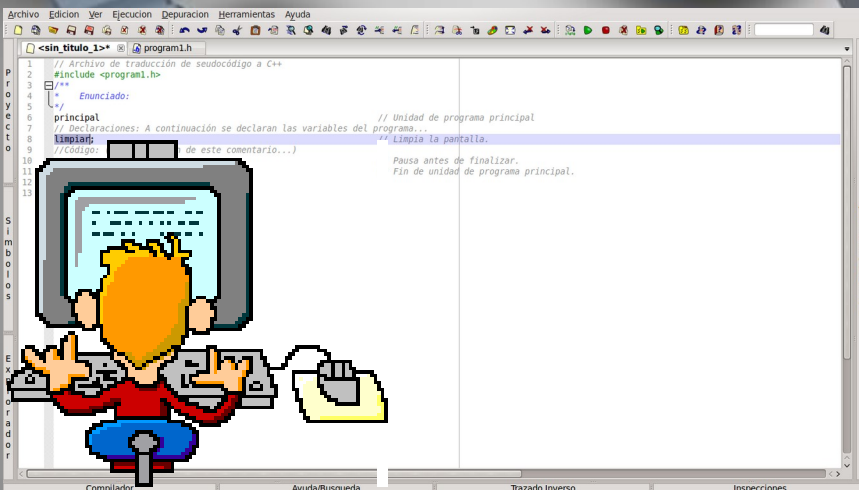 Archivo Edicion Ver Ejecucion Depuracion Herramientas Ayuda
<sin_titulo_1>* program1.h
1 // Archivo de traducción de seudocódigo a C++
2 #include <program1.h>
3 /**
4 * Enunciado:
5 */
6 principal // Unidad de programa principal
7 // Declaraciones: A continuación se declaran las variables del programa...
8 limpiar; // Limpia la pantalla.
9 //Código: n de este comentario...)
10 Pausa antes de finalizar.
11 Fin de unidad de programa principal.
12
13
Proyecto
Simbolos
Explorador
Compilador Ayuda/Busqueda Trazado Inverso Inspecciones